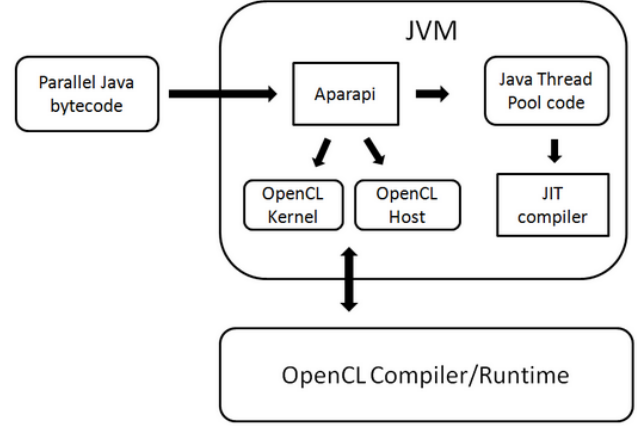 JVM
Parallel Java
bytecode
Aparapi
Java Thread
Pool code
OpenCL
Kernel
OpenCL
Host
JIT
compiler
OpenCL Compiler/Runtime